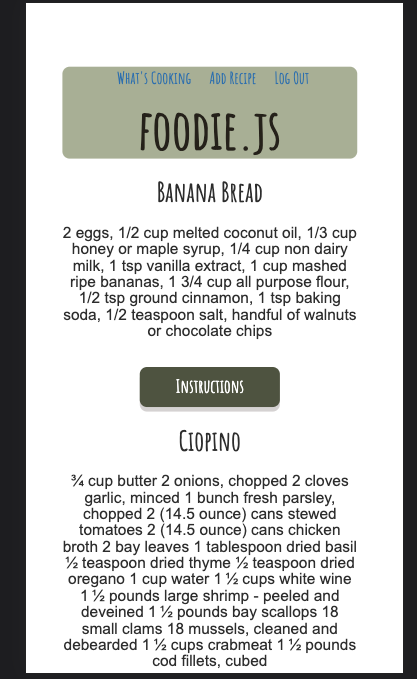 What's Cooking Add Recipe Log Out
foodie.js
Banana Bread
2 eggs, 1/2 cup melted coconut oil, 1/3 cup
honey or maple syrup, 1/4 cup non dairy
milk, 1 tsp vanilla extract, 1 cup mashed
ripe bananas, 1 3/4 cup all purpose flour,
1/2 tsp ground cinnamon, 1 tsp baking
soda, 1/2 teaspoon salt, handful of walnuts
or chocolate chips
Instructions
Ciopino
¾ cup butter 2 onions, chopped 2 cloves
garlic, minced 1 bunch fresh parsley,
chopped 2 (14.5 ounce) cans stewed
tomatoes 2 (14.5 ounce) cans chicken
broth 2 bay leaves 1 tablespoon dried basil
½ teaspoon dried thyme ½ teaspoon dried
oregano 1 cup water 1 ½ cups white wine
1 ½ pounds large shrimp - peeled and
deveined 1 ½ pounds bay scallops 18
small clams 18 mussels, cleaned and
debearded 1 ½ cups crabmeat 1 ½ pounds
cod fillets, cubed